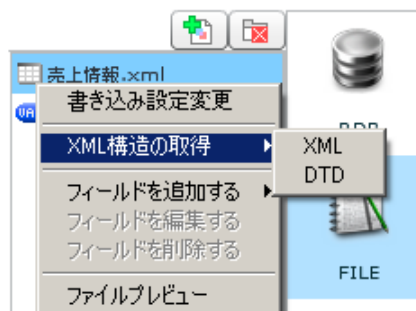 売上情報.xml
書き込み設定変更
XML構造の取得
XML
DTD
フィールドを追加する
フィールドを編集する
フィールドを削除する
FILE
ファイルプレビュー